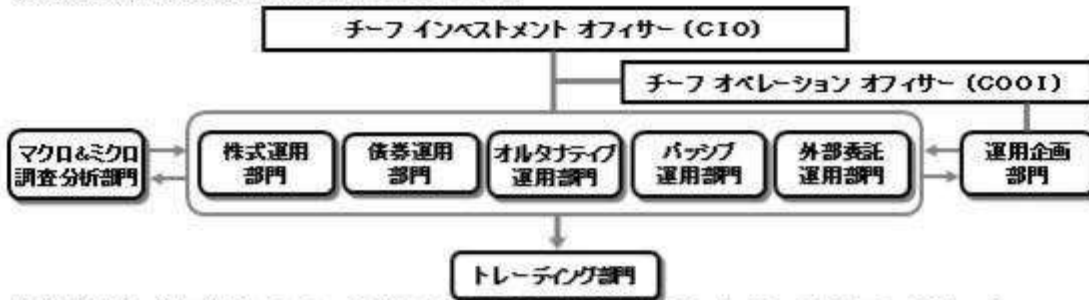 チーフ インベストメント オフィサー (CIO)
チーフ オペレーション オフィサー (COOI)
マクロ&ミクロ
調査分析部門
株式運用
部門
債券運用
部門
オルタナティブ
運用部門
パッシブ
運用部門
外部委託
運用部門
運用企画
部門
トレーディング部門